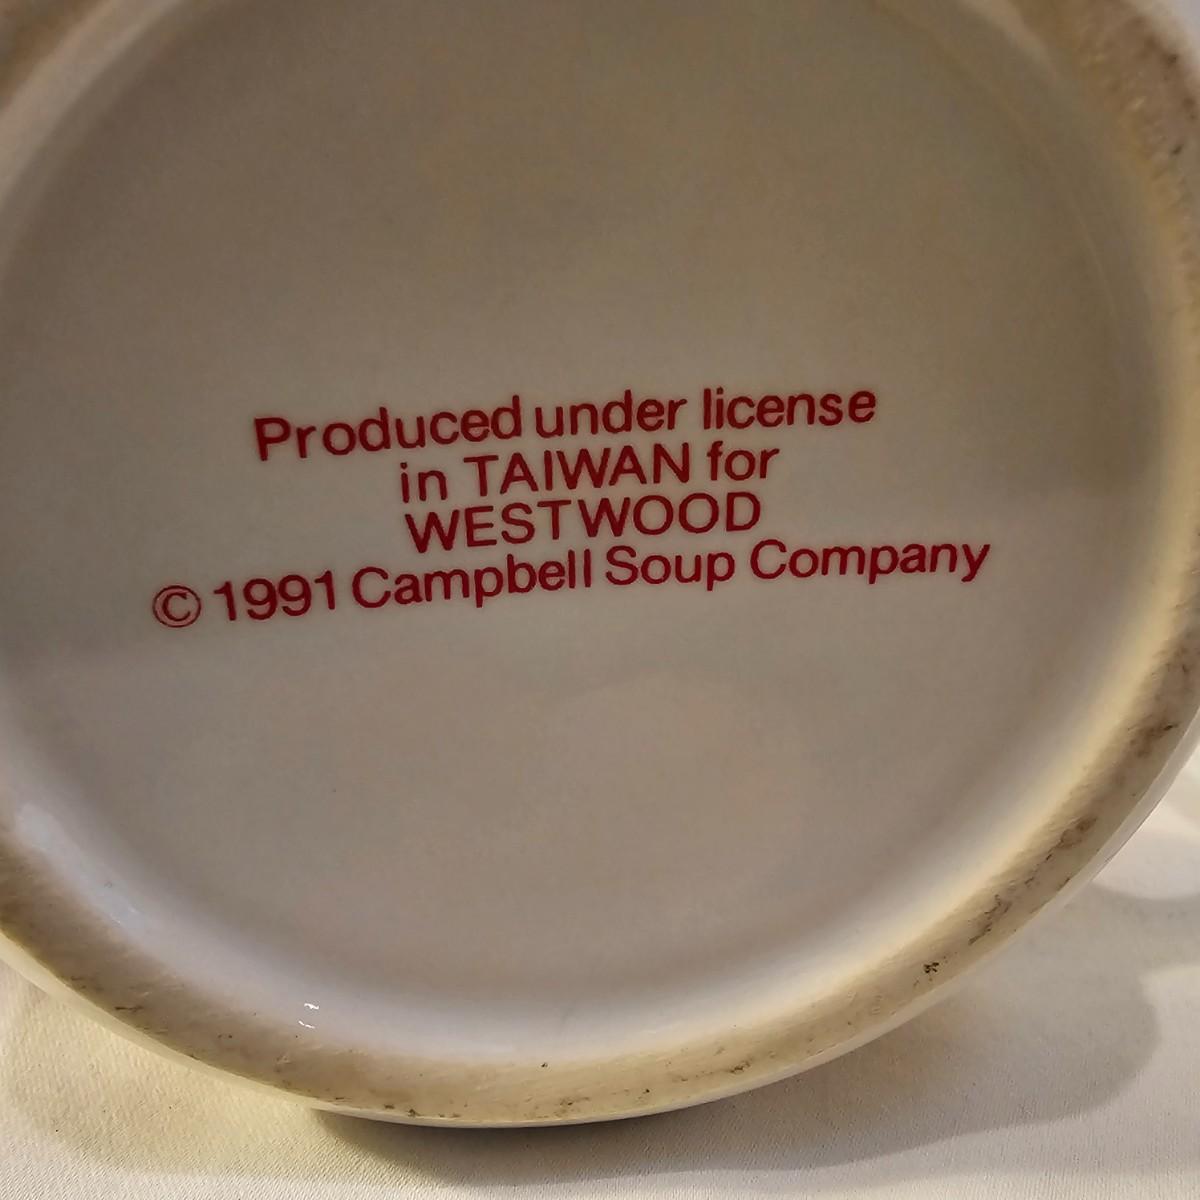 Produced under license
in TAIWAN for
WESTWOOD
© 1991 Campbell Soup Company